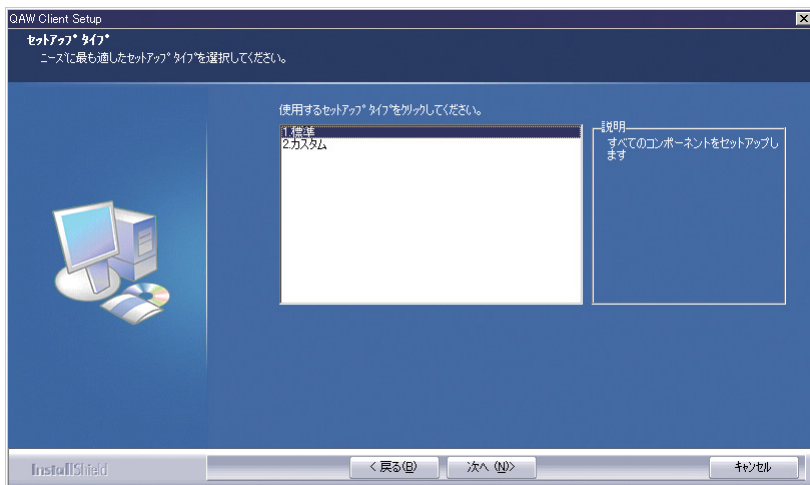 QAW Client Setup
セットアップ タイプ
ニーズに最も適したセットアップ タイプを選択してください。
使用するセットアップ タイプをクリックしてください。
1.標準
2.カスタム
説明
すべてのコンポーネントをセットアップし
ます
InstallShield
< 戻る(B)
次へ (N)>
キャンセル